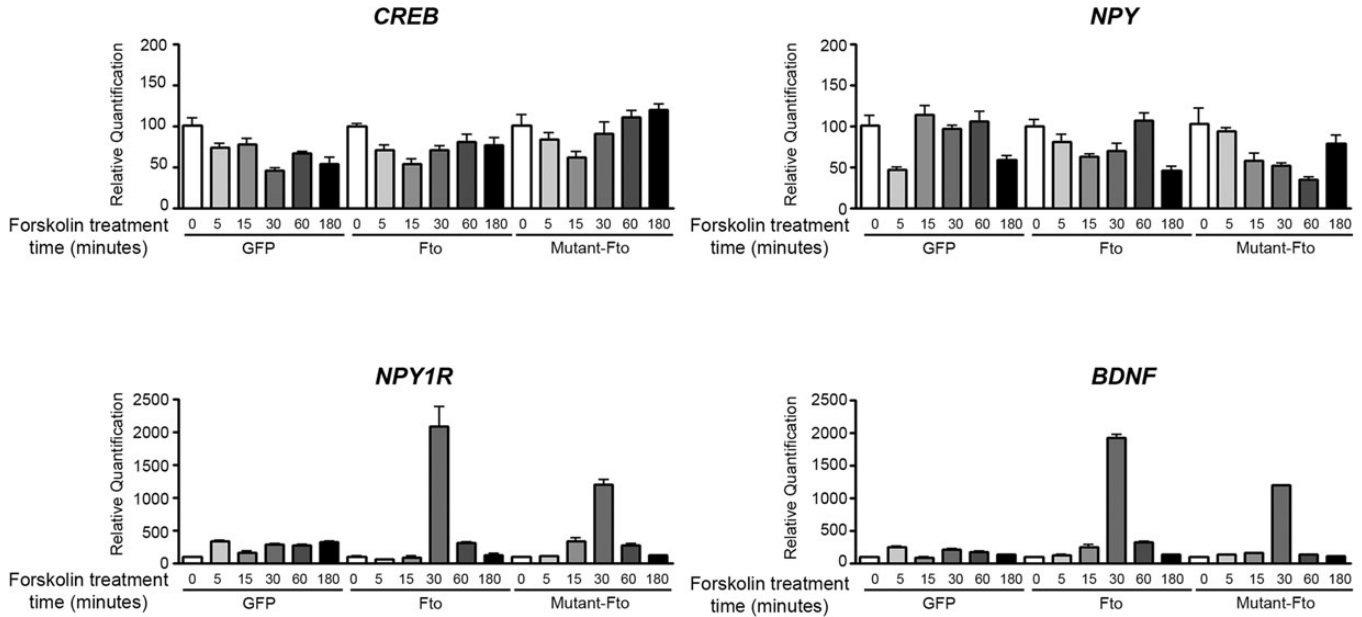 CREB
Relative Quantification
200
150
100
50
0
Forskolin treatment
time (minutes)
0 5 15 30 60 180 0 5 15 30 60 180 0 5 15 30 60 180
GFP Fto Mutant-Fto
NPY
Relative Quantification
200
150
100
50
0
Forskolin treatment
time (minutes)
0 5 15 30 60 180 0 5 15 30 60 180 0 5 15 30 60 180
GFP Fto Mutant-Fto
NPY1R
Relative Quantification
2500
2000
1500
1000
500
0
Forskolin treatment
time (minutes)
0 5 15 30 60 180 0 5 15 30 60 180 0 5 15 30 60 180
GFP Fto Mutant-Fto
BDNF
Relative Quantification
2500
2000
1500
1000
500
0
Forskolin treatment
time (minutes)
0 5 15 30 60 180 0 5 15 30 60 180 0 5 15 30 60 180
GFP Fto Mutant-Fto